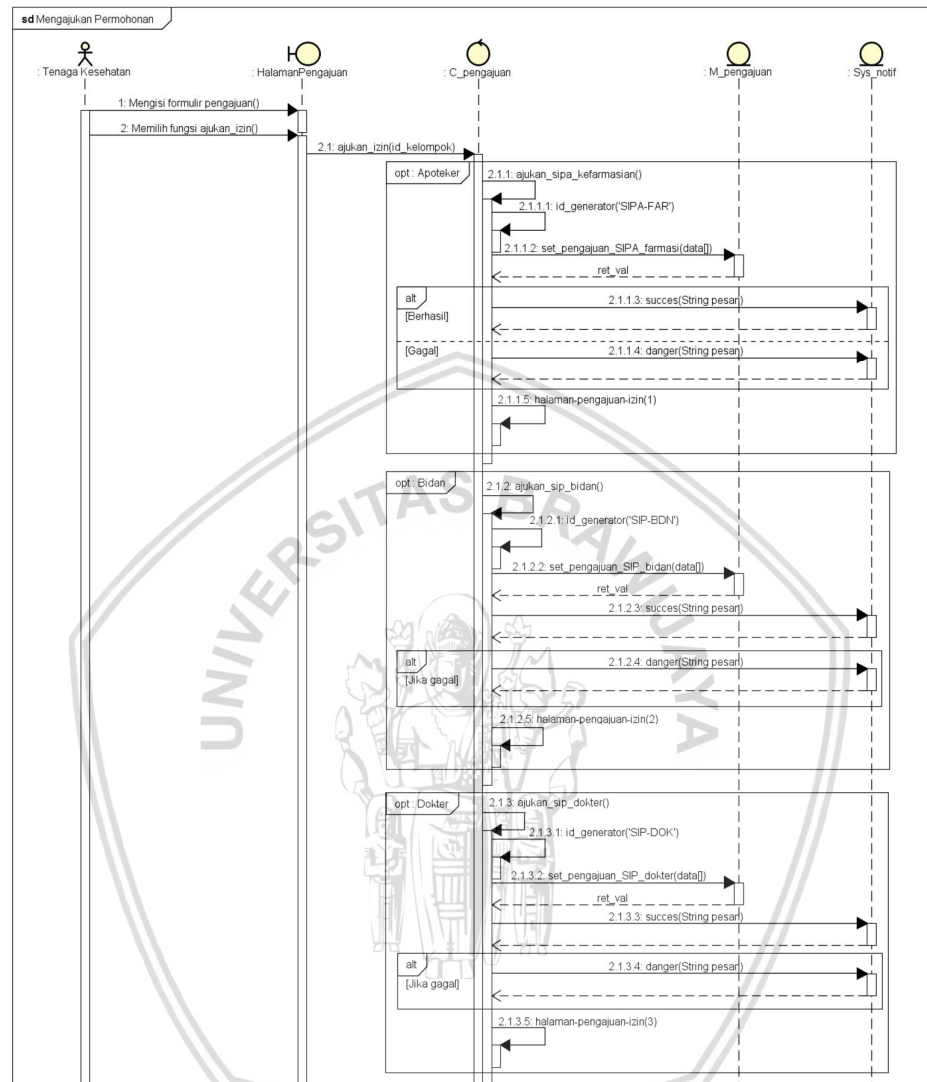 sd Mengajukan Permohonan
: Tenaga Kesehatan
: HalamanPengajuan
: C_pengajuan
: M_pengajuan
: Sys_notif
1: Mengisi formulir pengajuan()
2: Memilih fungsi ajukan_izin()
2.1: ajukan_izin(id_kelompok)
opt : Apoteker
2.1.1: ajukan_sipa_kefarmasian()
2.1.1.1: id_generator('SIPA-FAR')
2.1.1.2: set_pengajuan_SIPA_farmasi(data[])
ret_val
alt
2.1.1.3: succes(String pesan)
[Berhasil]
[Gagal]
2.1.1.4: danger(String pesan)
2.1.1.5: halaman-pengajuan-izin(1)
opt : Bidan
2.1.2: ajukan_sip_bidan()
2.1.2.1: id_generator('SIP-BDN')
2.1.2.2: set_pengajuan_SIP_bidan(data[])
ret_val
2.1.2.3: succes(String pesan)
alt
2.1.2.4: danger(String pesan)
[Jika gagal]
2.1.2.5: halaman-pengajuan-izin(2)
opt : Dokter
2.1.3: ajukan_sip_dokter()
2.1.3.1: id_generator('SIP-DOK')
2.1.3.2: set_pengajuan_SIP_dokter(data[])
ret_val
2.1.3.3: succes(String pesan)
alt
2.1.3.4: danger(String pesan)
[Jika gagal]
2.1.3.5: halaman-pengajuan-izin(3)
UNIVERSITAS BRAWIJAYA